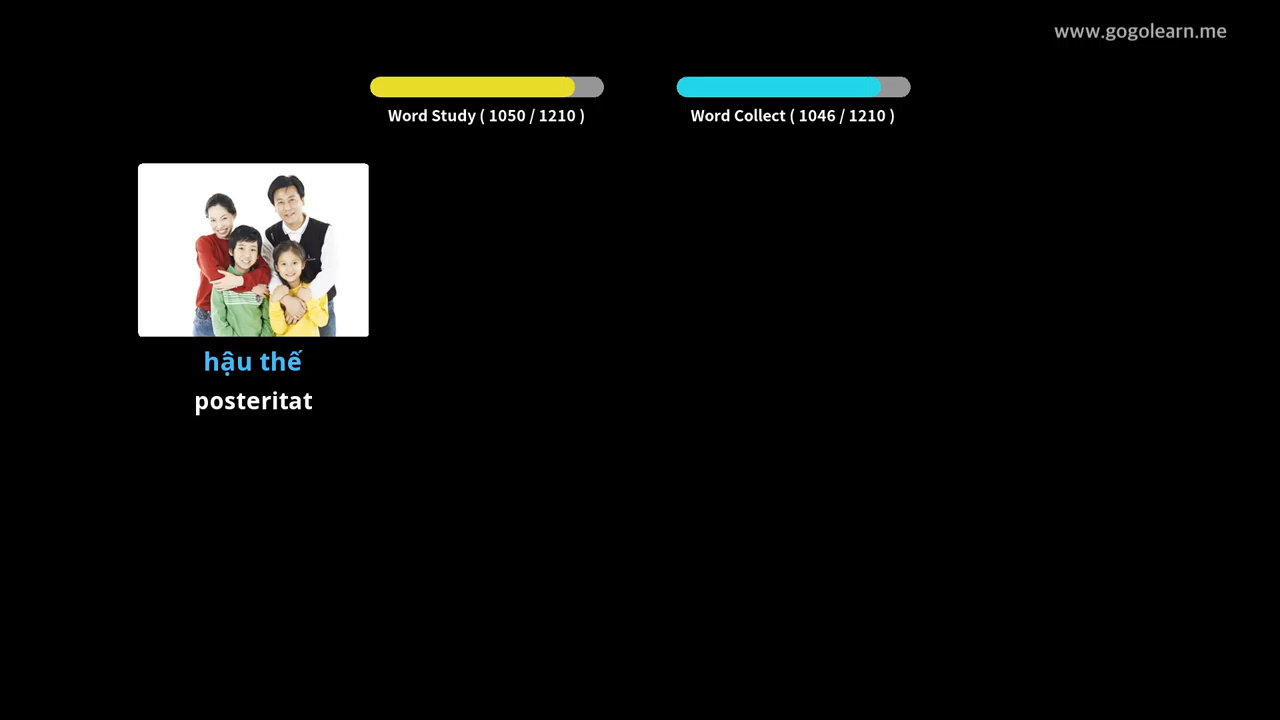 www.gogolearn.me
Word Study ( 1050 / 1210 )
Word Collect ( 1046 / 1210 )
hậu thế
posteritat